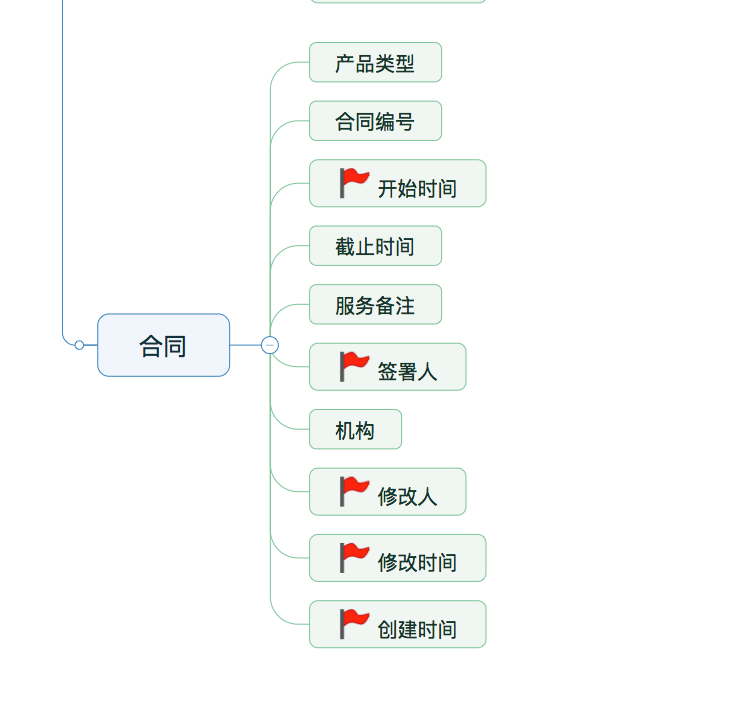 产品类型
合同编号
开始时间
截止时间
服务备注
合同
签署人
机构
修改人
修改时间
创建时间